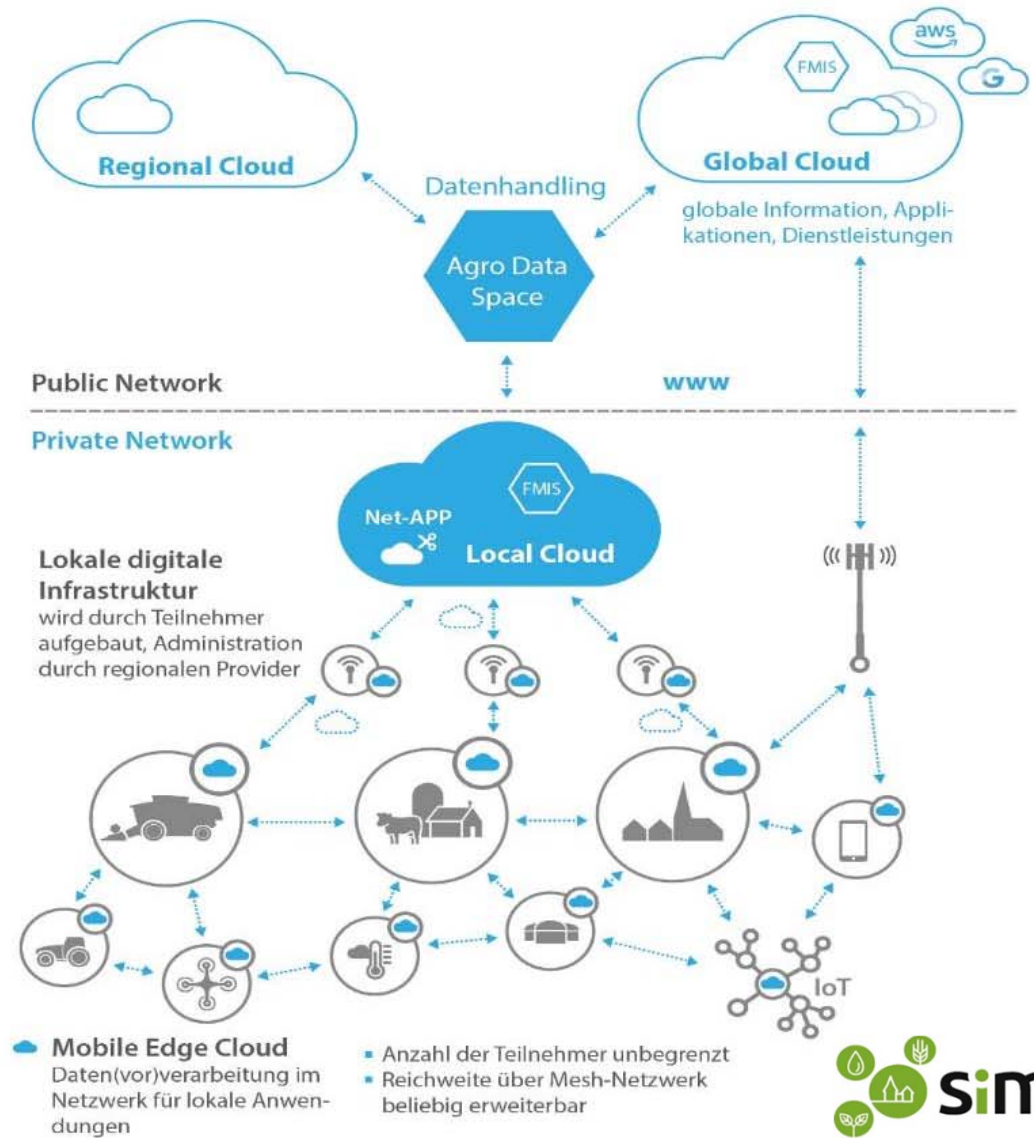 aws
FMIS
G
Regional Cloud
Global Cloud
Datenhandling
globale Information, Appli-
kationen, Dienstleistungen
Agro Data
Space
Public Network
www
Private Network
FMIS
Net-APP
Local Cloud
Lokale digitale
Infrastruktur
wird durch Teilnehmer
aufgebaut, Administration
durch regionalen Provider
IoT
Mobile Edge Cloud
Daten(vor)verarbeitung im
Netzwerk für lokale Anwen-
dungen
▪ Anzahl der Teilnehmer unbegrenzt
▪ Reichweite über Mesh-Netzwerk
beliebig erweiterbar